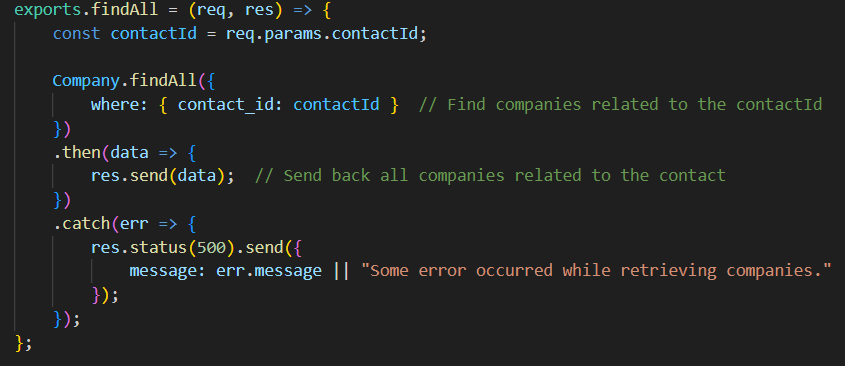 exports.findAll = (req, res) => {
    const contactId = req.params.contactId;

    Company.findAll({
        where: { contact_id: contactId }  // Find companies related to the contactId
    })
    .then(data => {
        res.send(data);  // Send back all companies related to the contact
    })
    .catch(err => {
        res.status(500).send({
            message: err.message || "Some error occurred while retrieving companies."
        });
    });
};